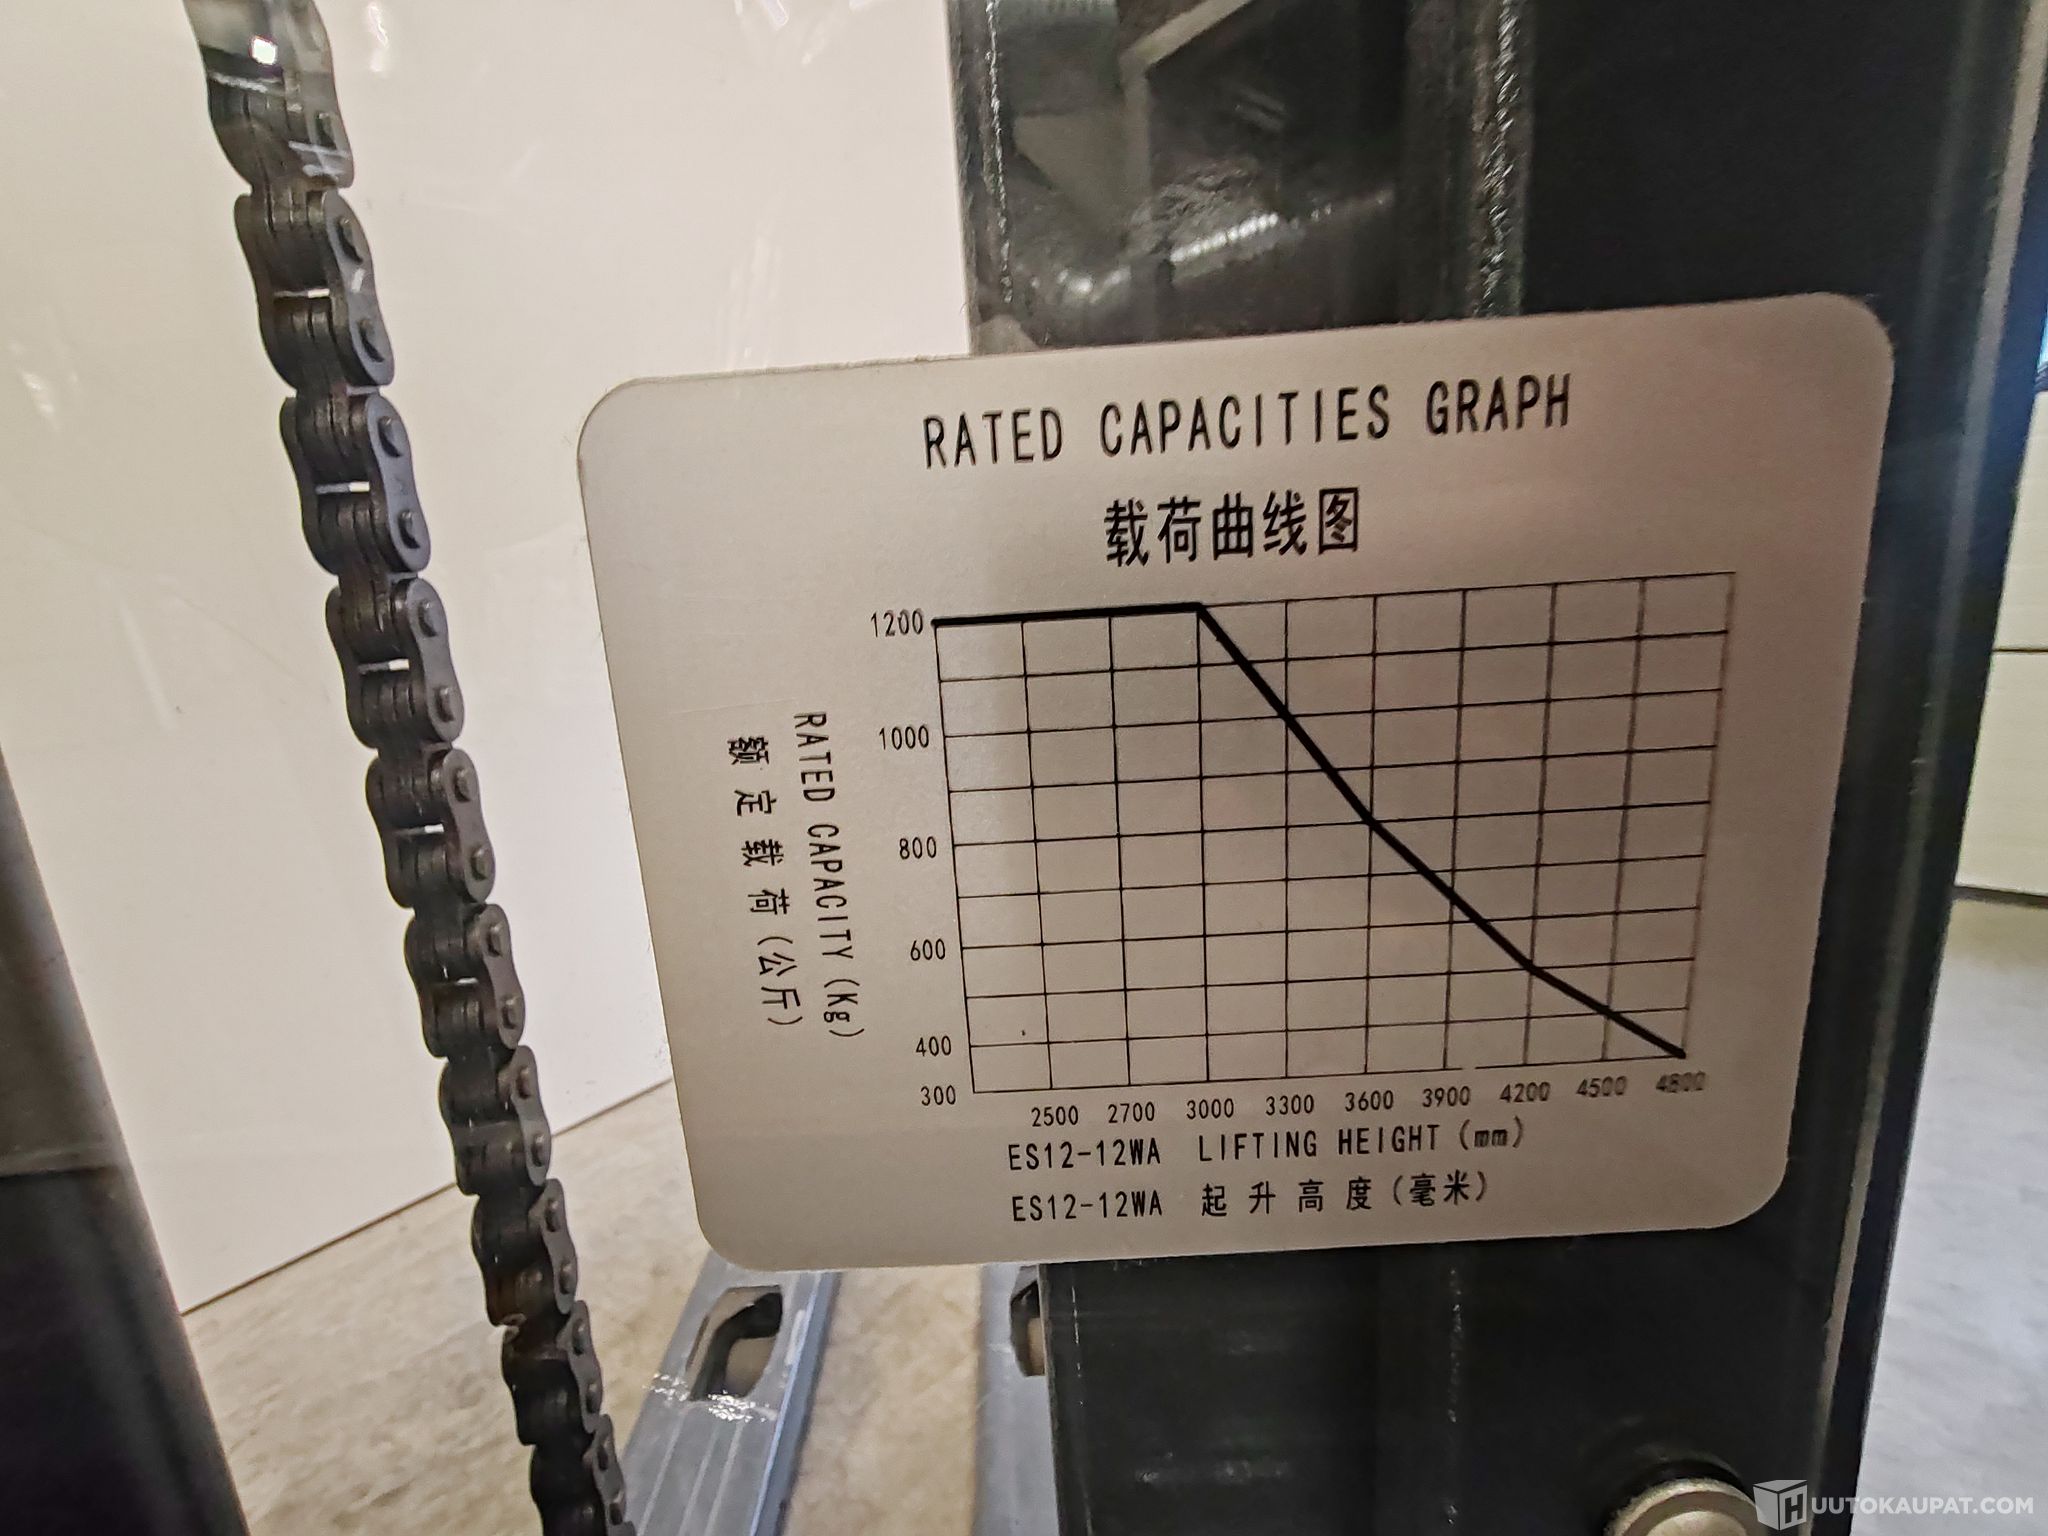 RATED CAPACITIES GRAPH
载荷曲线图
1200
1000
800
600
400
300
RATED CAPACITY (Kg)
额定载荷(公斤)
2500 2700 3000 3300 3600 3900 4200 4500 4800
ES12-12WA LIFTING HEIGHT (mm)
ES12-12WA 起升高度(毫米)
HUUTOKAUPAT.COM